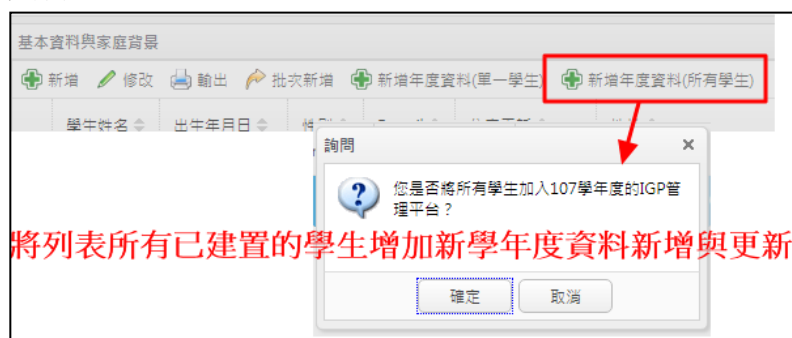 基本資料與家庭背景
新增 修改 輸出 批次新增 新增年度資料(單一學生) 新增年度資料(所有學生)
學生姓名 出生年月日
詢問
您是否將所有學生加入107學年度的IGP管
理平台？
將列表所有已建置的學生增加新學年度資料新增與更新
確定 取消